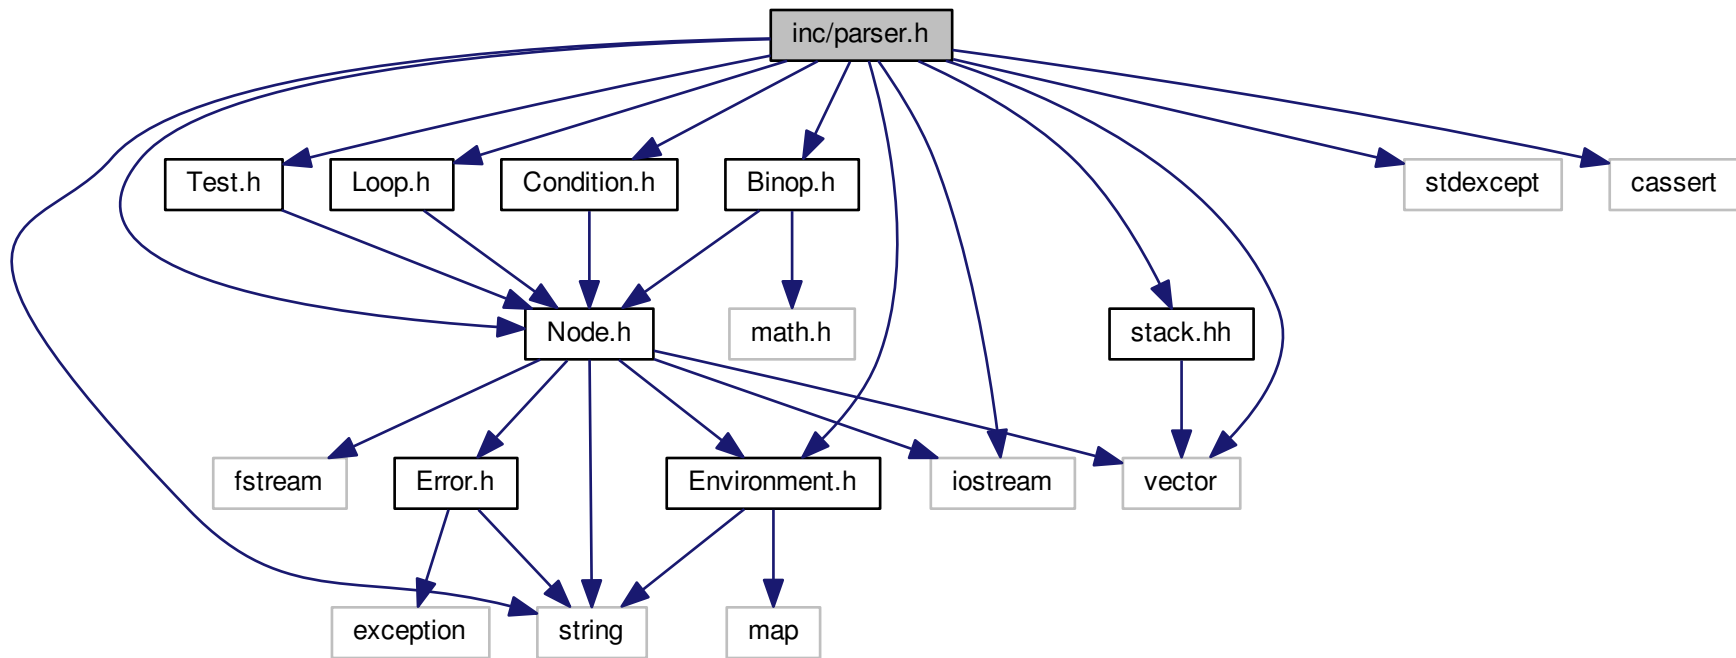 inc/parser.h
Test.h
Loop.h
Condition.h
Binop.h
stdexcept
cassert
Node.h
math.h
stack.hh
fstream
Error.h
Environment.h
iostream
vector
exception
string
map